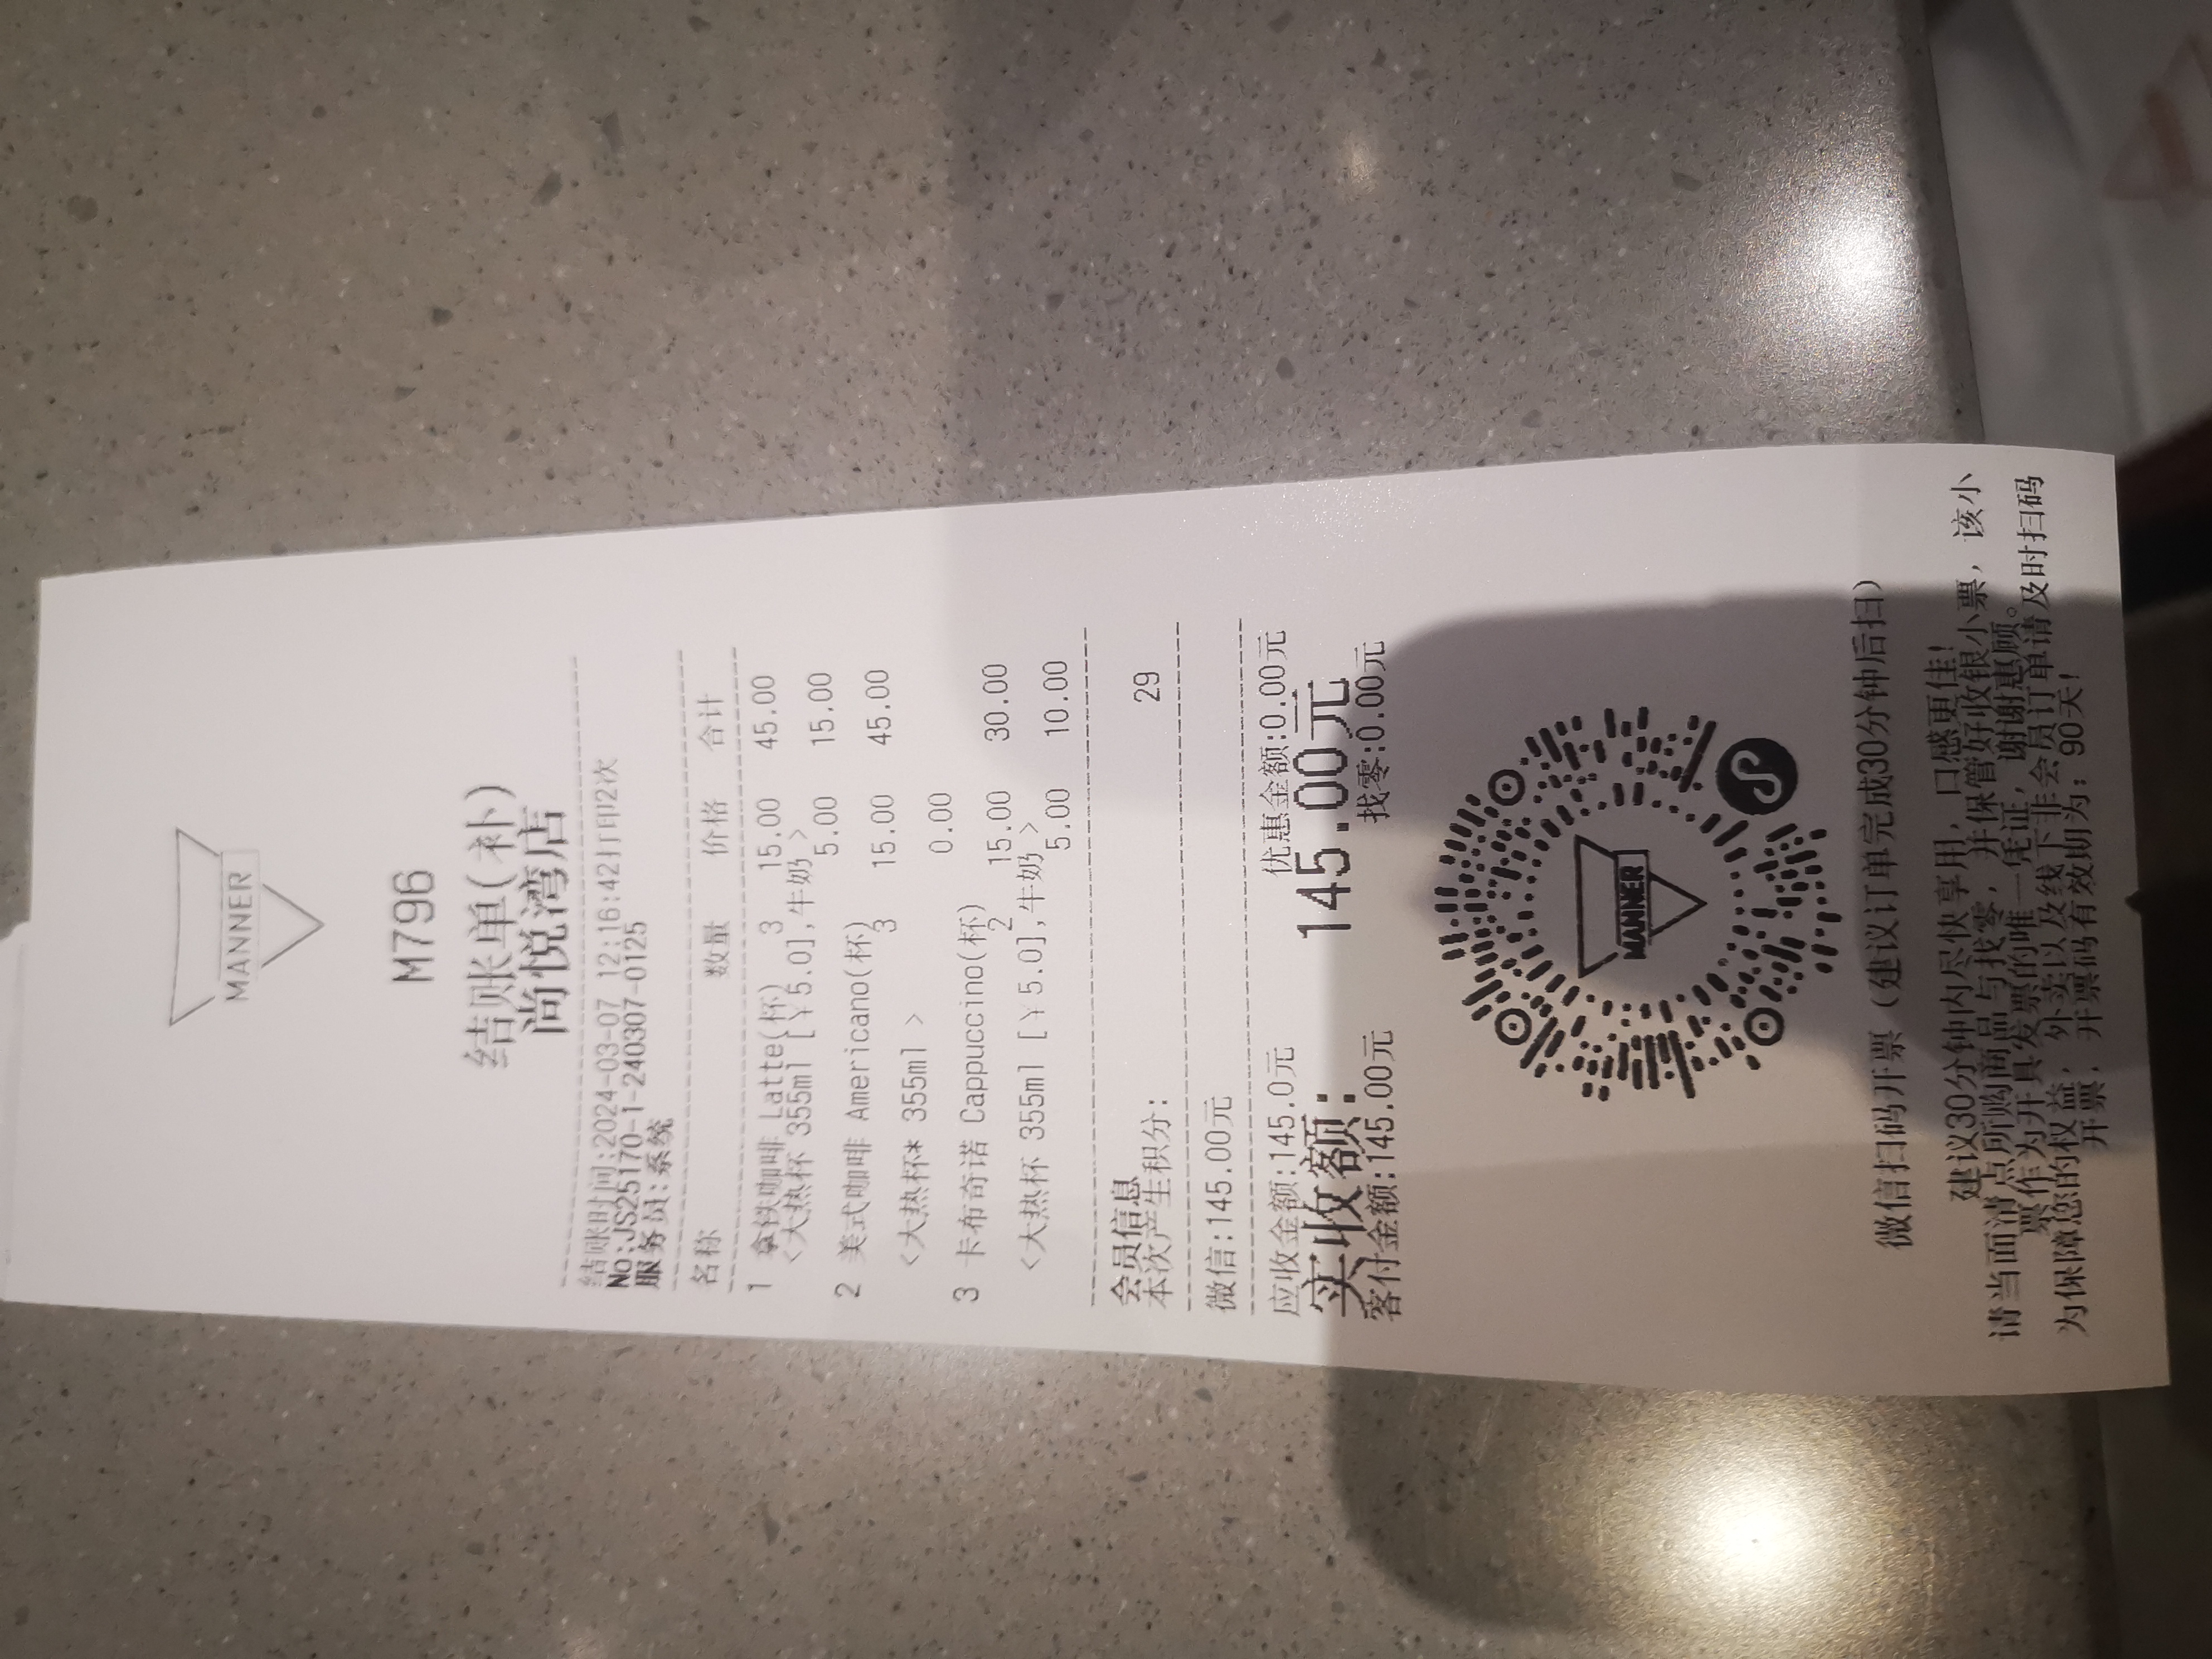 MANNER
M796
结账单(补)
尚悦湾店
结账时间:2024-03-07 12:16:42打印2次
No:JS25170-1-240307-0125
服务员:系统
名称 数量 价格 合计
1 拿铁咖啡 Latte(杯) 3 15.00 45.00
<大热杯 355ml [¥5.0],牛奶> 5.00 15.00
2 美式咖啡 Americano(杯) 3 15.00 45.00
<大热杯* 355ml > 0.00
3 卡布奇诺 Cappuccino(杯) 2 15.00 30.00
<大热杯 355ml [¥5.0],牛奶> 5.00 10.00
会员信息
本次产生积分: 29
微信:145.00元
应收金额:145.0元 优惠金额:0.00元
实收额: 145.00元
客付金额:145.00元 找零:0.00元
MANNER
微信扫码开票（建议订单完成30分钟后扫）
建议30分钟内尽快享用，口感更佳！
请当面清点所购商品与找零，并保管好收银小票，该小
票作为开具发票的唯一凭证，谢谢惠顾。
为保障您的权益，外卖以及线下非会员订单请及时扫码
开票，开票码有效期为：90天！